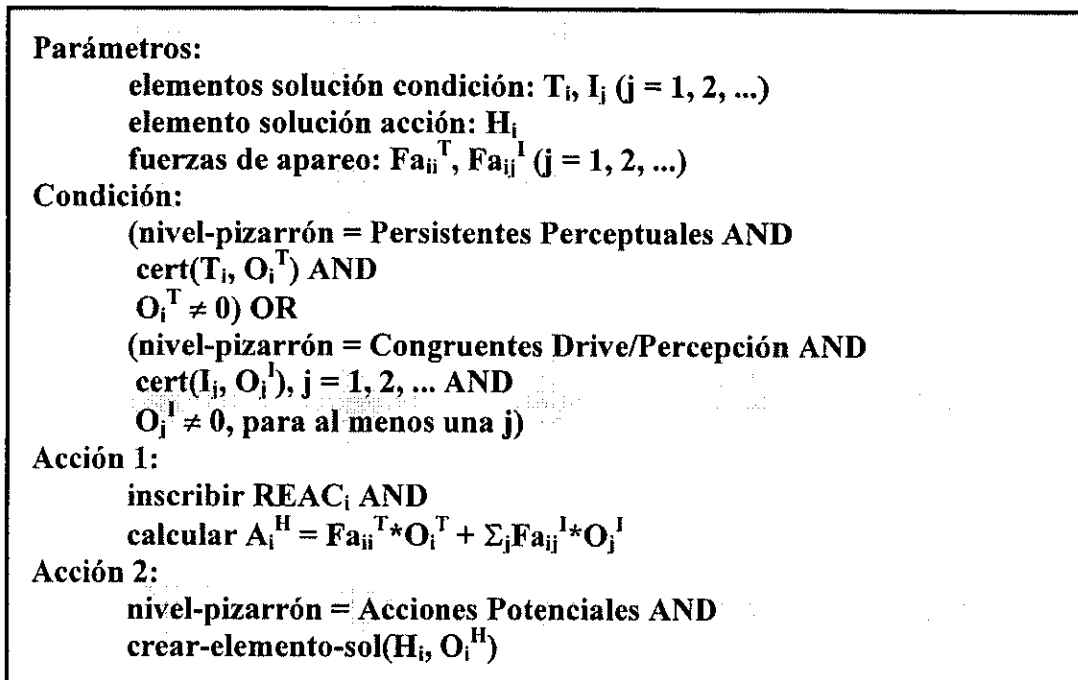 Parámetros:
elementos solución condición: Tᵢ, Iⱼ (j = 1, 2, ...)
elemento solución acción: Hᵢ
fuerzas de apareo: Faᵢᵢᵀ, Faᵢⱼᴵ (j = 1, 2, ...)
Condición:
(nivel-pizarrón = Persistentes Perceptuales AND
cert(Tᵢ, Oᵢᵀ) AND
Oᵢᵀ ≠ 0) OR
(nivel-pizarrón = Congruentes Drive/Percepción AND
cert(Iⱼ, Oⱼᴵ), j = 1, 2, ... AND
Oⱼᴵ ≠ 0, para al menos una j)
Acción 1:
inscribir REACᵢ AND
calcular Aᵢᴴ = Faᵢᵢᵀ*Oᵢᵀ + ΣⱼFaᵢⱼᴵ*Oⱼᴵ
Acción 2:
nivel-pizarrón = Acciones Potenciales AND
crear-elemento-sol(Hᵢ, Oᵢᴴ)